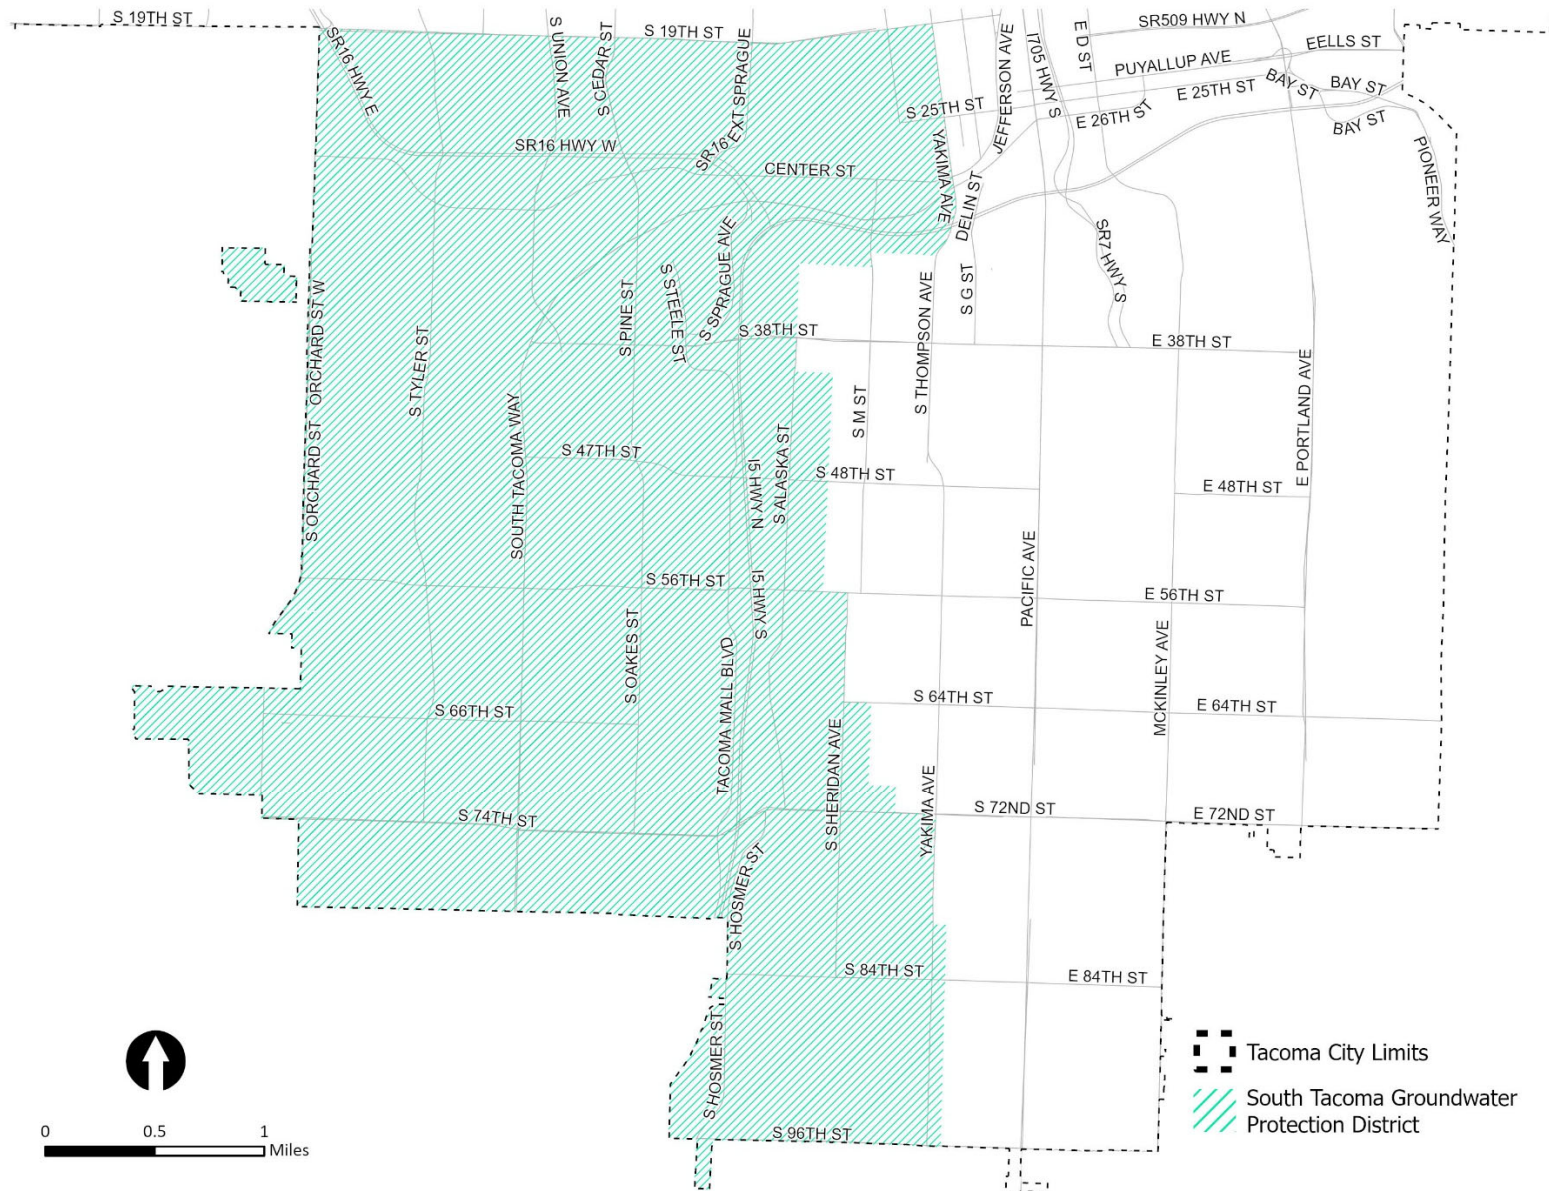 S 19TH ST
S 19TH ST
SR16 HWY E
S UNION AVE
S CEDAR ST
SR16 EXT SPRAGUE
JEFFERSON AVE
I705 HWY S
E D ST
SR509 HWY N
PUYALLUP AVE
EELLS ST
BAY ST
BAY ST
BAY ST
E 25TH ST
E 26TH ST
S 25TH ST
PIONEER WAY
SR16 HWY W
CENTER ST
YAKIMA AVE
DELIN ST
SR7 HWY S
ORCHARD ST W
S ORCHARD ST
S TYLER ST
S PINE ST
S STEELE ST
S SPRAGUE AVE
S 38TH ST
S THOMPSON AVE
S G ST
E 38TH ST
E PORTLAND AVE
SOUTH TACOMA WAY
S 47TH ST
I5 HWY N
S ALASKA ST
S M ST
S 48TH ST
E 48TH ST
S 56TH ST
I5 HWY S
PACIFIC AVE
E 56TH ST
MCKINLEY AVE
S OAKES ST
TACOMA MALL BLVD
S 64TH ST
E 64TH ST
S 66TH ST
S SHERIDAN AVE
YAKIMA AVE
S 72ND ST
E 72ND ST
S 74TH ST
S HOSMER ST
S 84TH ST
E 84TH ST
S HOSMER ST
S 96TH ST
Tacoma City Limits
South Tacoma Groundwater
Protection District
0 0.5 1
Miles